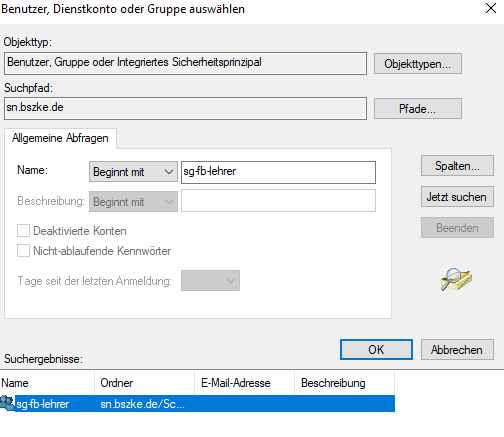 Benutzer, Dienstkonto oder Gruppe auswählen
Objekttyp:
Benutzer, Gruppe oder Integriertes Sicherheitsprinzipal
Objekttypen...
Suchpfad:
sn.bszke.de
Pfade...
Allgemeine Abfragen
Name:
Beginnt mit
sg-fb-lehrer
Spalten...
Beschreibung:
Beginnt mit
Jetzt suchen
Deaktivierte Konten
Beenden
Nicht-ablaufende Kennwörter
Tage seit der letzten Anmeldung:
OK
Abbrechen
Suchergebnisse:
Name
Ordner
E-Mail-Adresse
Beschreibung
sg-fb-lehrer
sn.bszke.de/Sc...